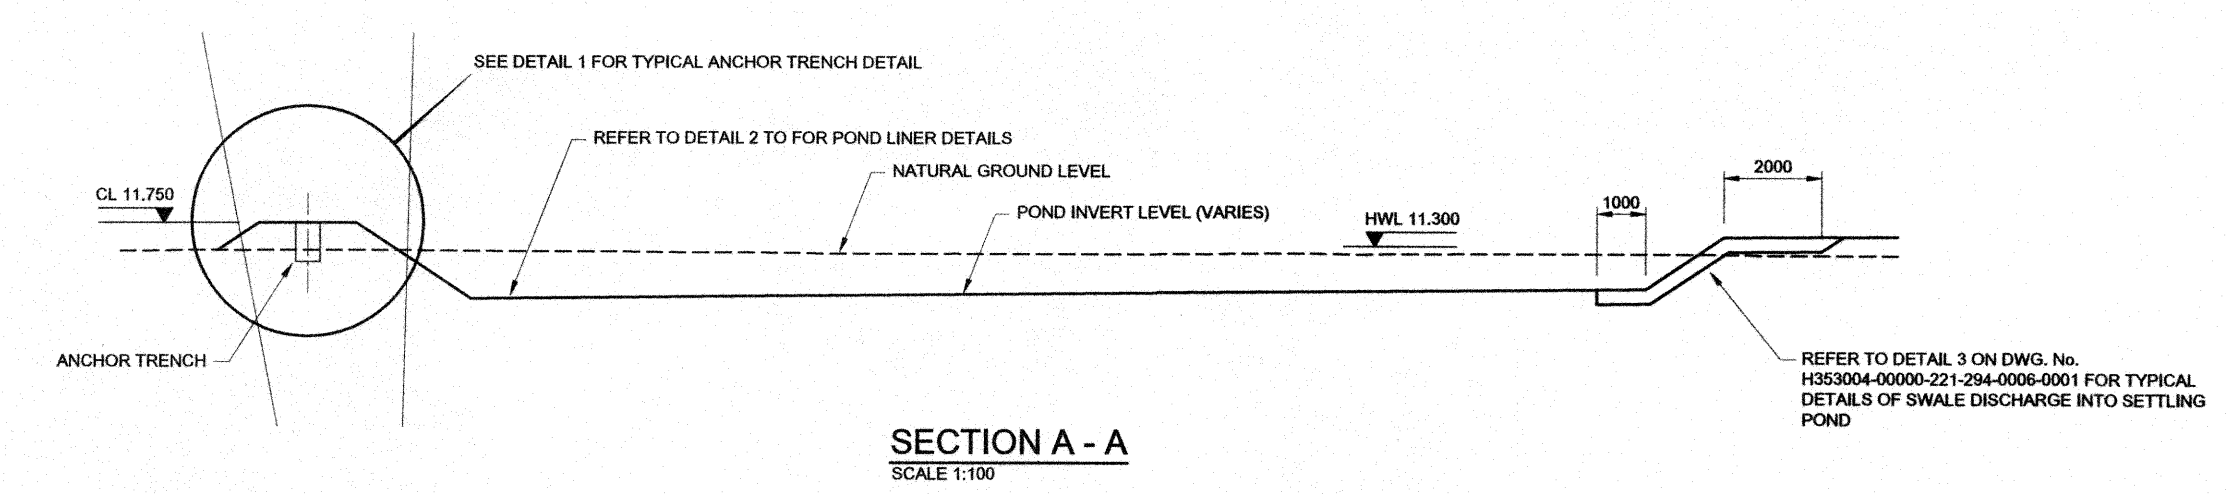 SEE DETAIL 1 FOR TYPICAL ANCHOR TRENCH DETAIL
REFER TO DETAIL 2 TO FOR POND LINER DETAILS
NATURAL GROUND LEVEL
2000
CL 11.750
POND INVERT LEVEL (VARIES)
HWL 11.300
1000
ANCHOR TRENCH
REFER TO DETAIL 3 ON DWG. No.
H353004-00000-221-294-0006-0001 FOR TYPICAL
DETAILS OF SWALE DISCHARGE INTO SETTLING
POND
SECTION A - A
SCALE 1:100